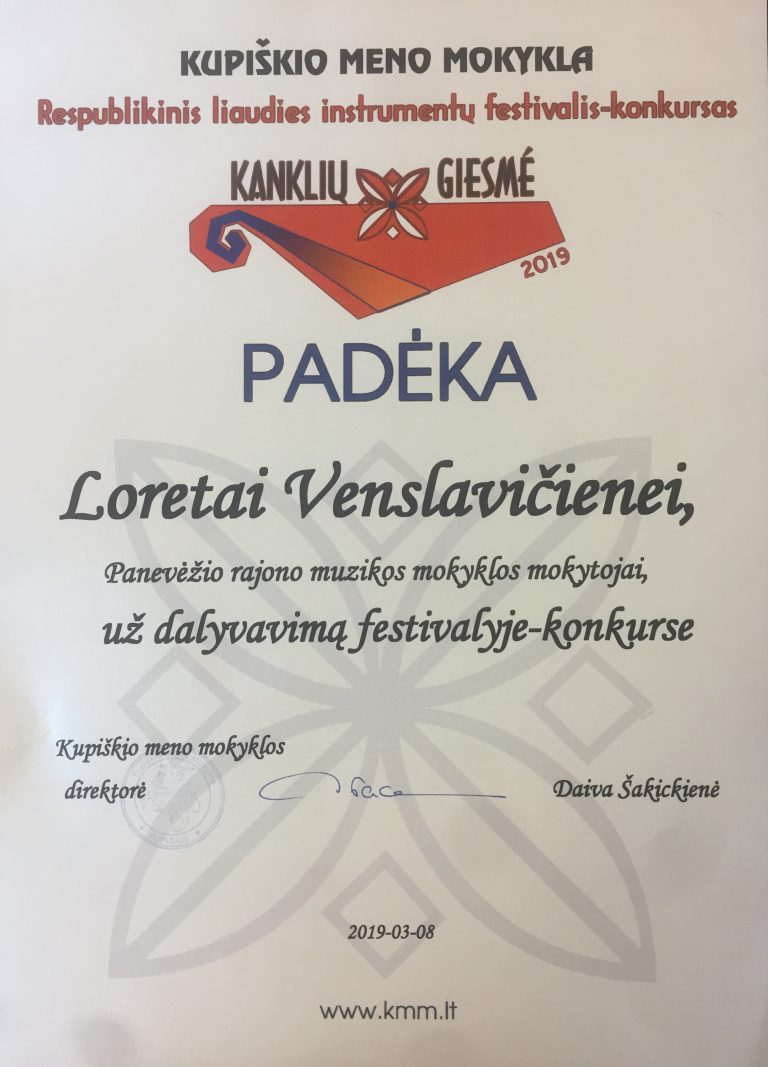 KUPIŠKIO MENO MOKYKLA
Respublikinis liaudies instrumentų festivalis-konkursas
KANKLIŲ GIESMĖ
2019
PADĖKA
Loretai Venslavičienei,
Panevėžio rajono muzikos mokyklos mokytojai,
už dalyvavimą festivalyje-konkurse
Kupiškio meno mokyklos
direktorė Daiva Šakickienė
2019-03-08
www.kmm.lt